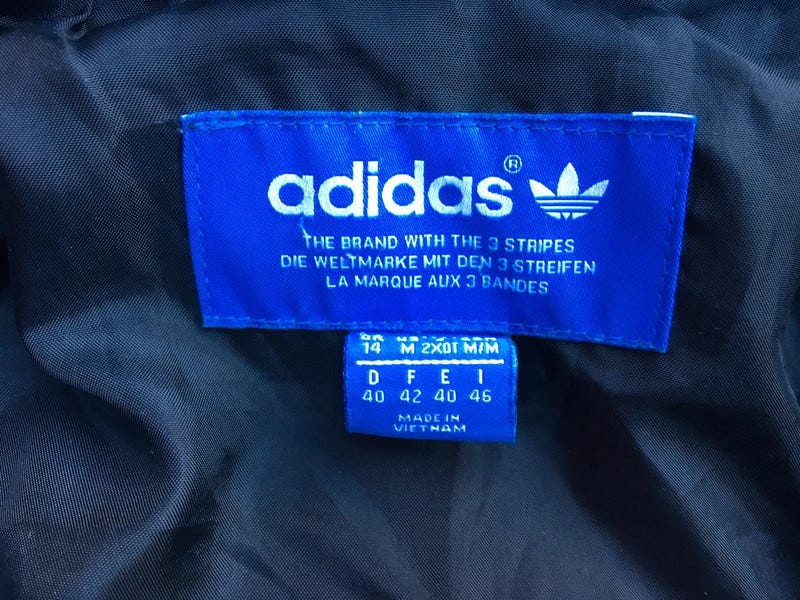 adidas®
THE BRAND WITH THE 3 STRIPES
DIE WELTMARKE MIT DEN 3 STREIFEN
LA MARQUE AUX 3 BANDES
14 M 2XOT M/M
D F E I
40 42 40 46
MADE IN
VIETNAM